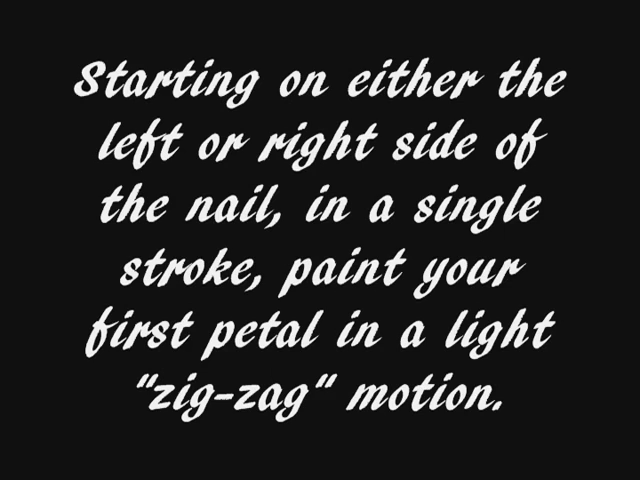 Starting on either the
left or right side of
the nail, in a single
stroke, paint your
first petal in a light
"zig-zag" motion.